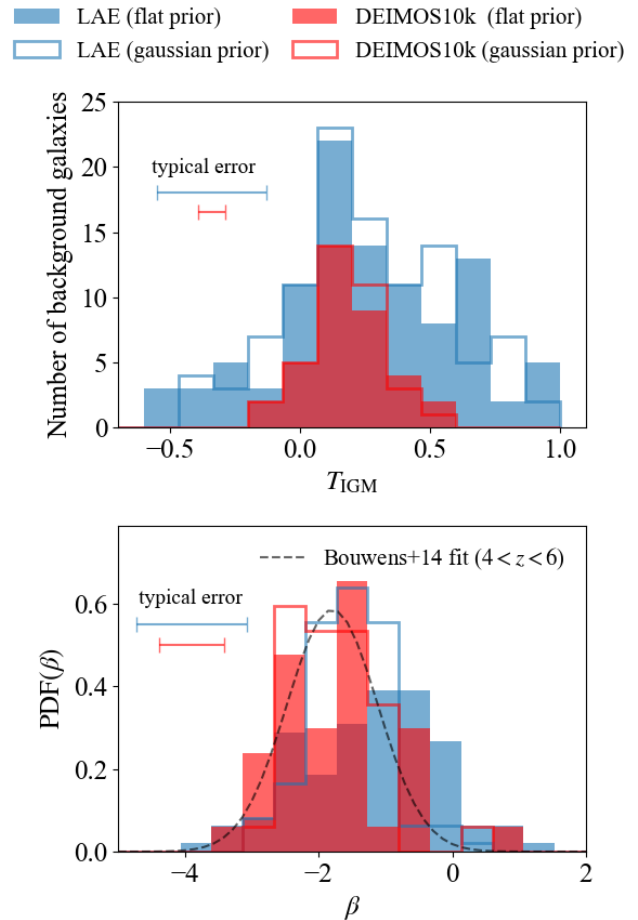 LAE (flat prior) DEIMOS10k (flat prior)
LAE (gaussian prior) DEIMOS10k (gaussian prior)
Number of background galaxies
25
20
15
10
5
0
typical error
−0.5 0.0 0.5 1.0
T_IGM
PDF(β)
0.6
0.4
0.2
0.0
Bouwens+14 fit (4 < z < 6)
typical error
−4 −2 0 2
β